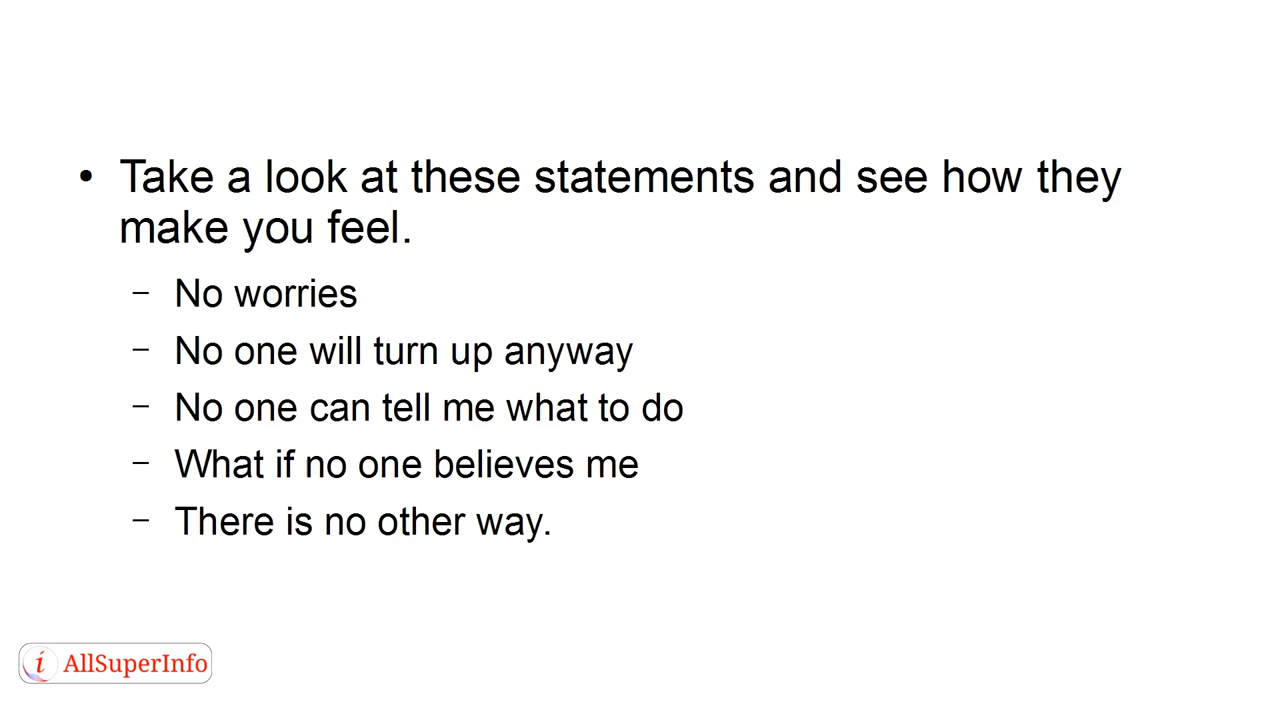 • Take a look at these statements and see how they
make you feel.
– No worries
– No one will turn up anyway
– No one can tell me what to do
– What if no one believes me
– There is no other way.
i AllSuperInfo